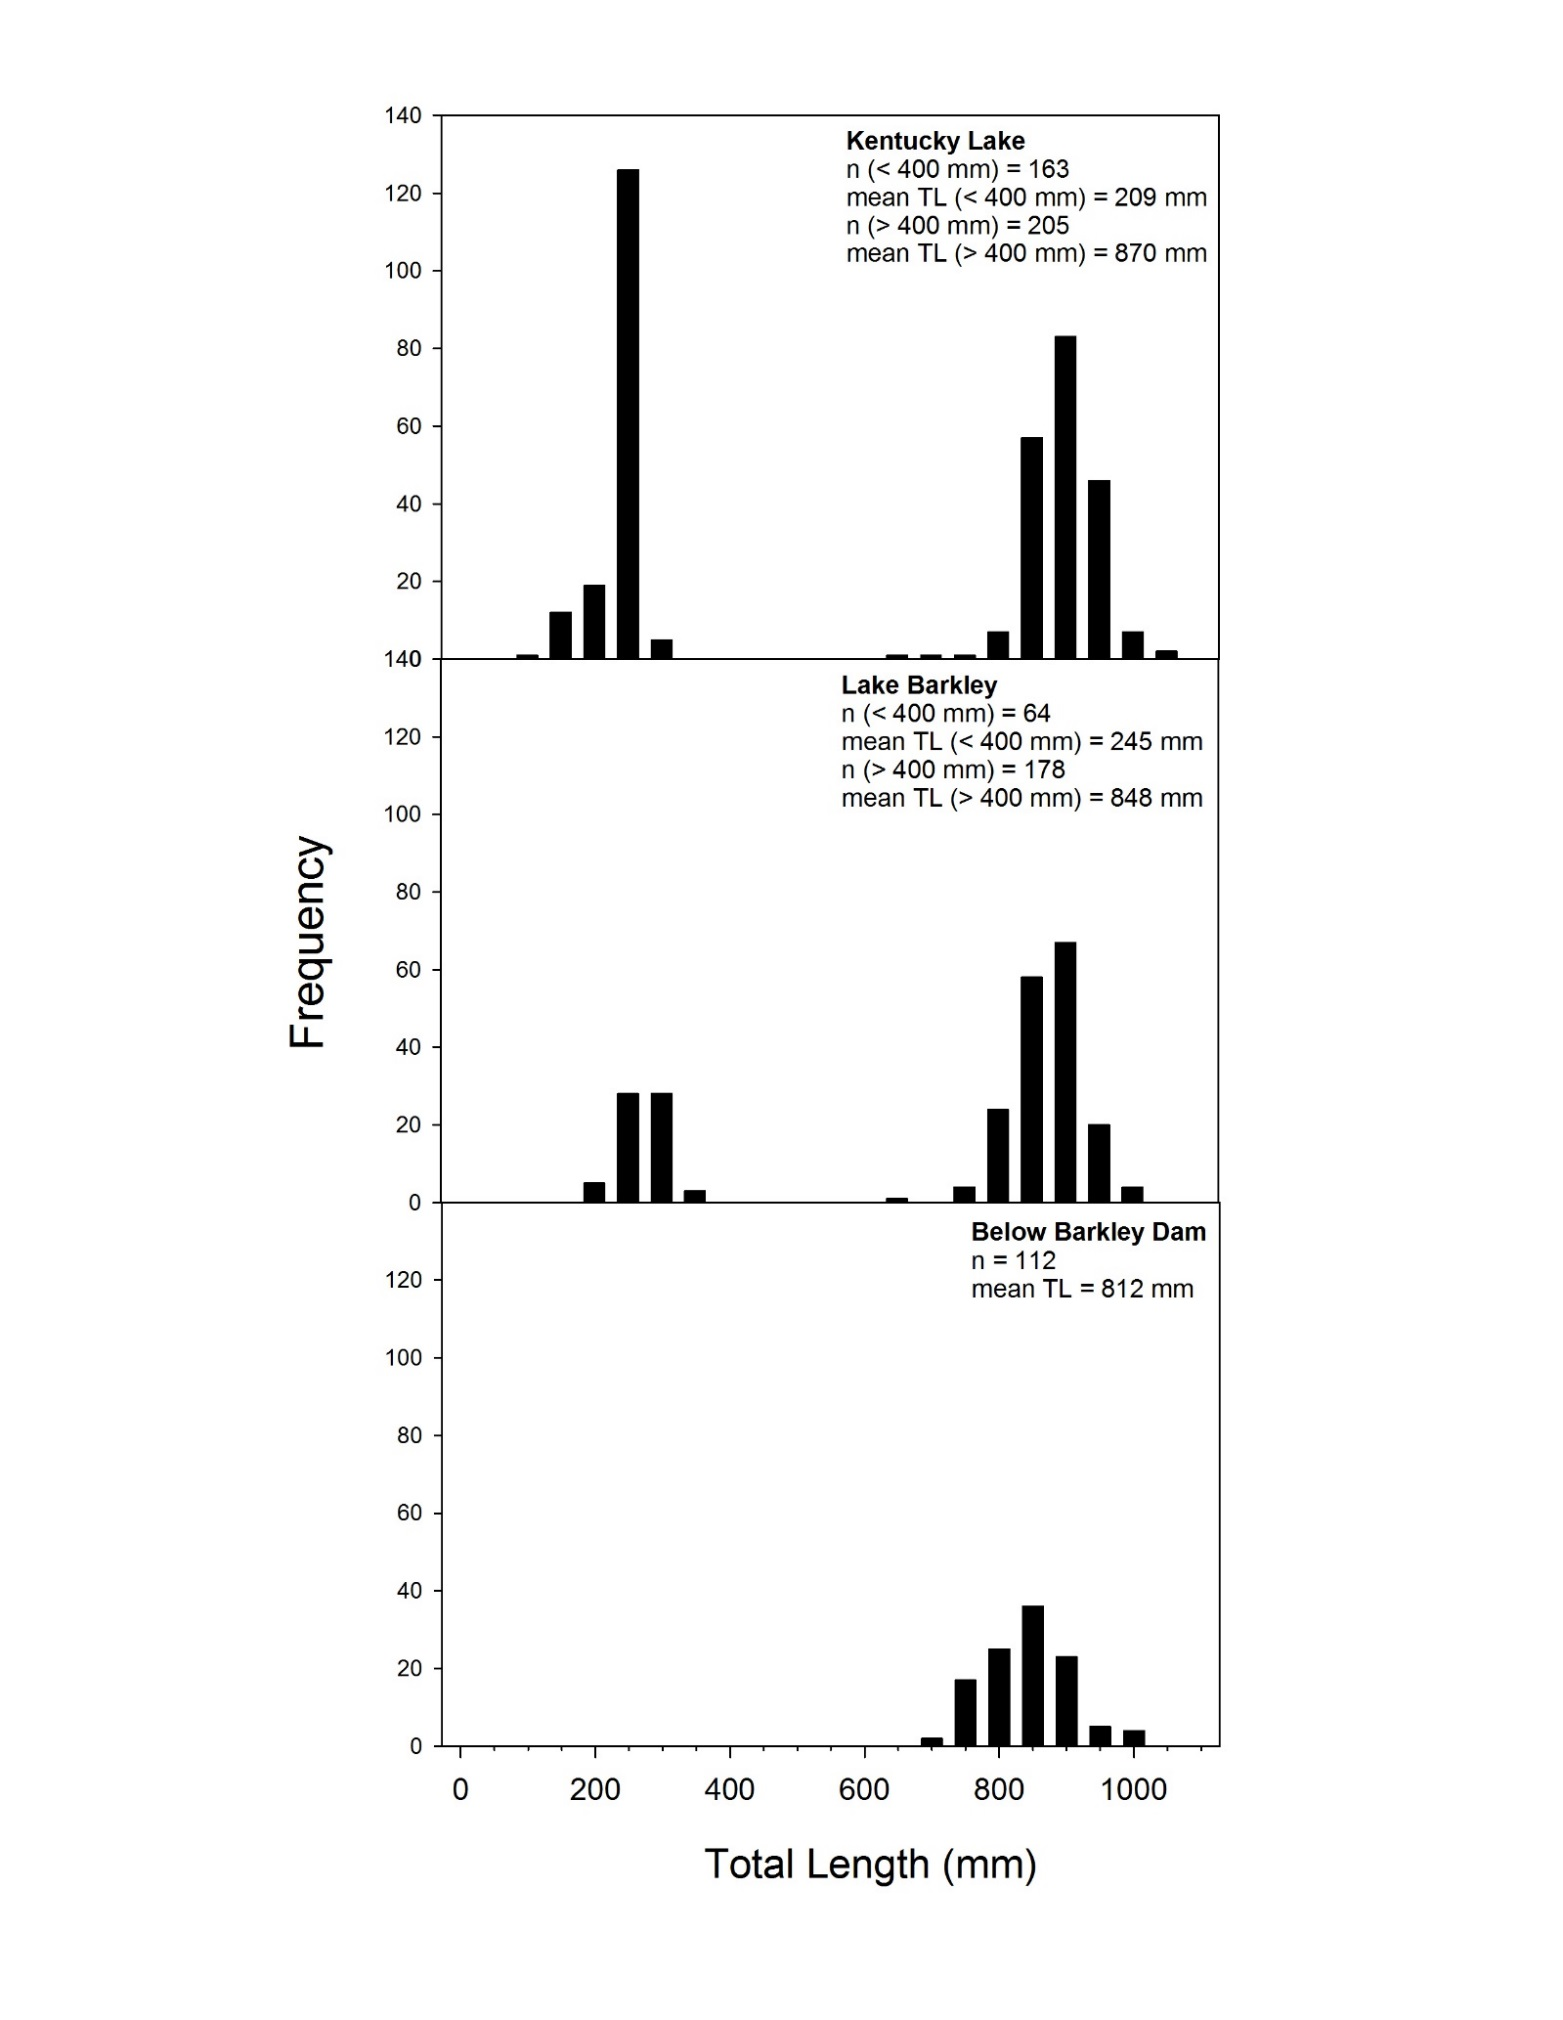 140
120
100
80
60
40
20
Kentucky Lake
n (< 400 mm) = 163
mean TL (< 400 mm) = 209 mm
n (> 400 mm) = 205
mean TL (> 400 mm) = 870 mm
140
120
100
80
60
40
20
0
Lake Barkley
n (< 400 mm) = 64
mean TL (< 400 mm) = 245 mm
n (> 400 mm) = 178
mean TL (> 400 mm) = 848 mm
Frequency
120
100
80
60
40
20
0
Below Barkley Dam
n = 112
mean TL = 812 mm
0 200 400 600 800 1000
Total Length (mm)